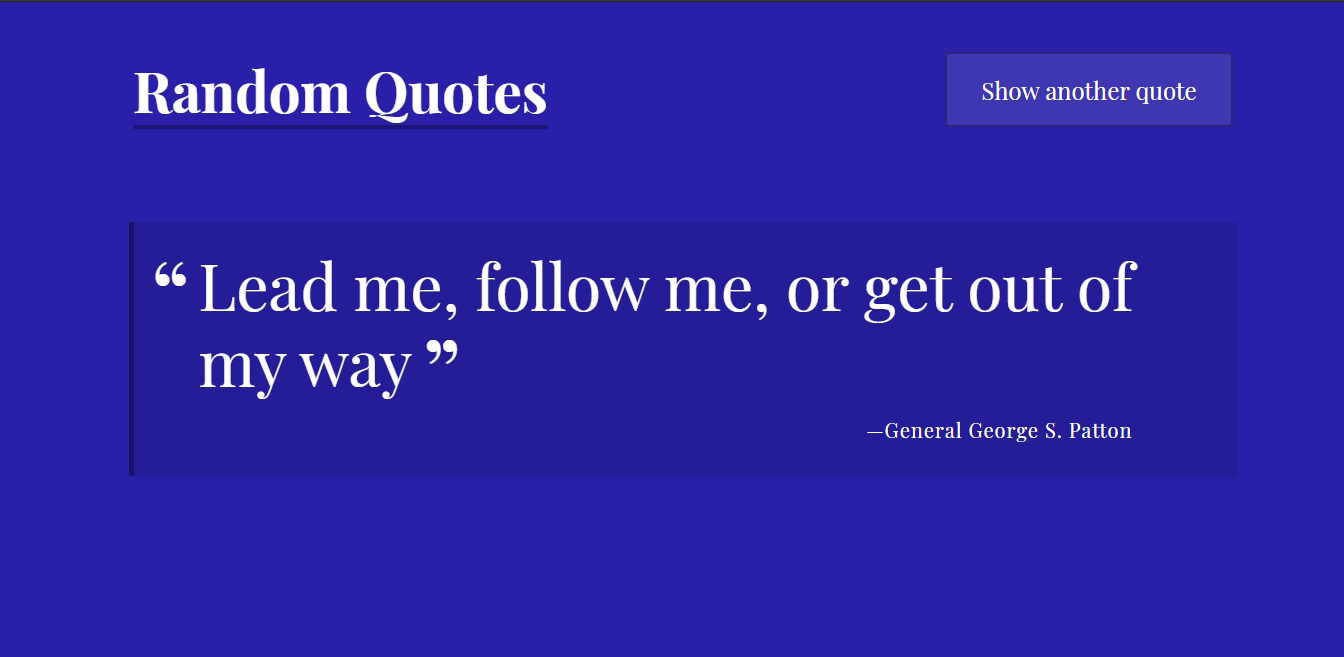 Random Quotes
Show another quote
“ Lead me, follow me, or get out of
my way ”
—General George S. Patton